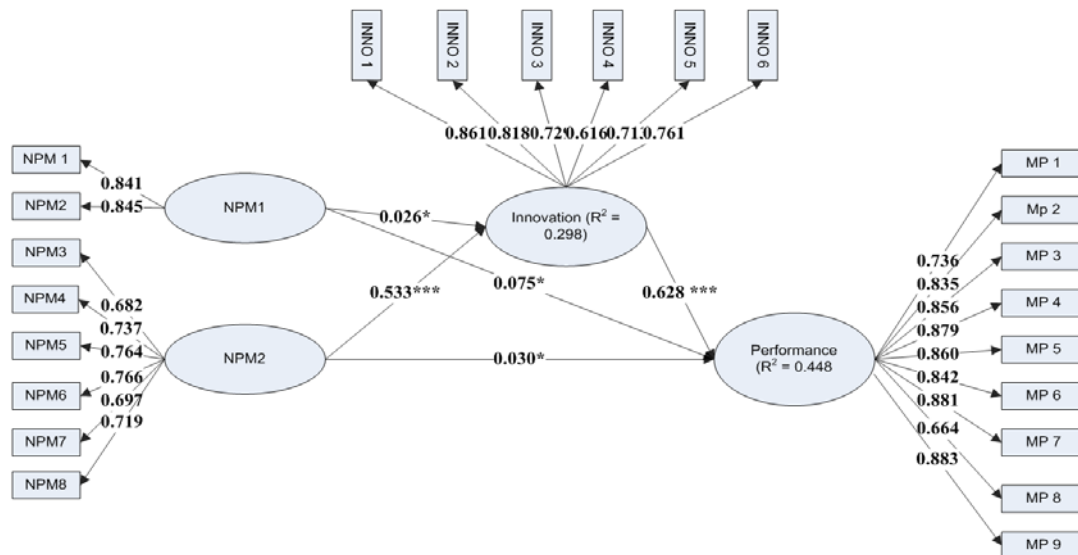 INNO 1
INNO 2
INNO 3
INNO 4
INNO 5
INNO 6
0.861
0.818
0.729
0.616
0.713
0.761
NPM 1
NPM2
NPM3
NPM4
NPM5
NPM6
NPM7
NPM8
0.841
0.845
0.682
0.737
0.764
0.766
0.697
0.719
NPM1
NPM2
0.026*
0.533***
0.075*
0.030*
Innovation (R² =
0.298)
0.628 ***
Performance
(R² = 0.448
0.736
0.835
0.856
0.879
0.860
0.842
0.881
0.664
0.883
MP 1
Mp 2
MP 3
MP 4
MP 5
MP 6
MP 7
MP 8
MP 9